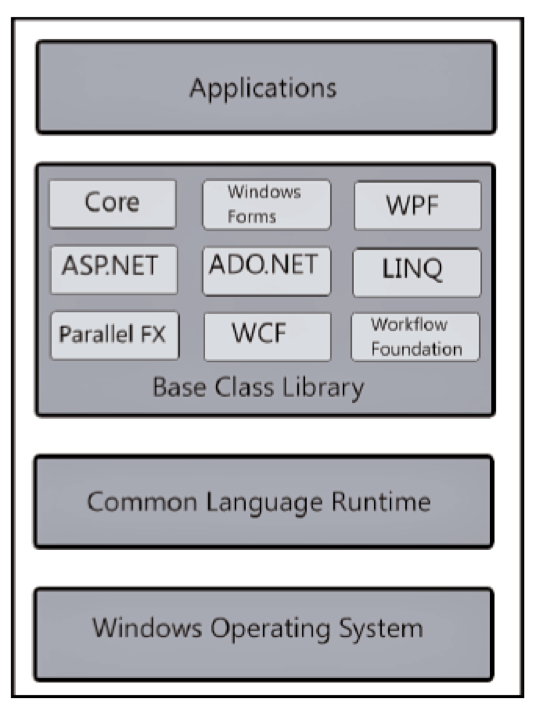 Applications
Core
Windows
Forms
WPF
ASP.NET
ADO.NET
LINQ
Parallel FX
WCF
Workflow
Foundation
Base Class Library
Common Language Runtime
Windows Operating System